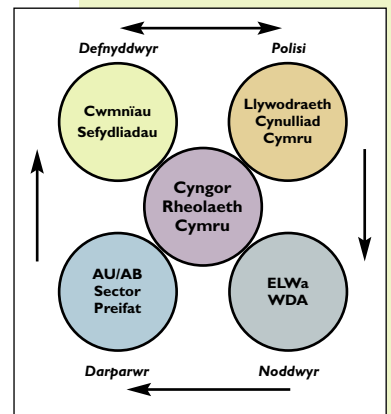 Defnyddwyr
Polisi
Cwmnïau
Sefydliadau
Llywodraeth
Cynulliad
Cymru
Cyngor
Rheolaeth
Cymru
AU/AB
Sector
Preifat
ELWa
WDA
Darparwr
Noddwyr